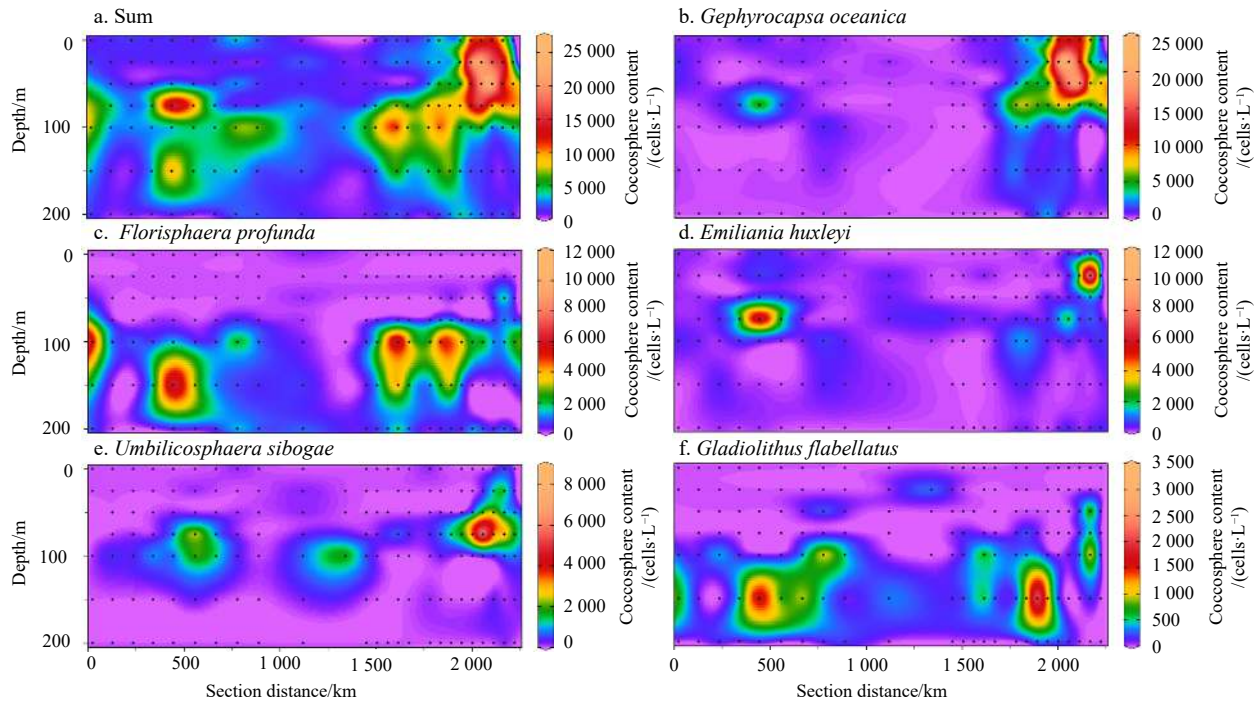 a. Sum
0
100
200
Depth/m
25 000
20 000
15 000
10 000
5 000
0
Coccosphere content
/(cells·L⁻¹)
b. Gephyrocapsa oceanica
25 000
20 000
15 000
10 000
5 000
0
Coccosphere content
/(cells·L⁻¹)
c. Florisphaera profunda
0
100
200
Depth/m
12 000
10 000
8 000
6 000
4 000
2 000
0
Coccosphere content
/(cells·L⁻¹)
d. Emiliania huxleyi
12 000
10 000
8 000
6 000
4 000
2 000
0
Coccosphere content
/(cells·L⁻¹)
e. Umbilicosphaera sibogae
0
100
200
Depth/m
0
500
1 000
1 500
2 000
Section distance/km
8 000
6 000
4 000
2 000
0
Coccosphere content
/(cells·L⁻¹)
f. Gladiolithus flabellatus
0
500
1 000
1 500
2 000
Section distance/km
3 500
3 000
2 500
2 000
1 500
1 000
500
0
Coccosphere content
/(cells·L⁻¹)